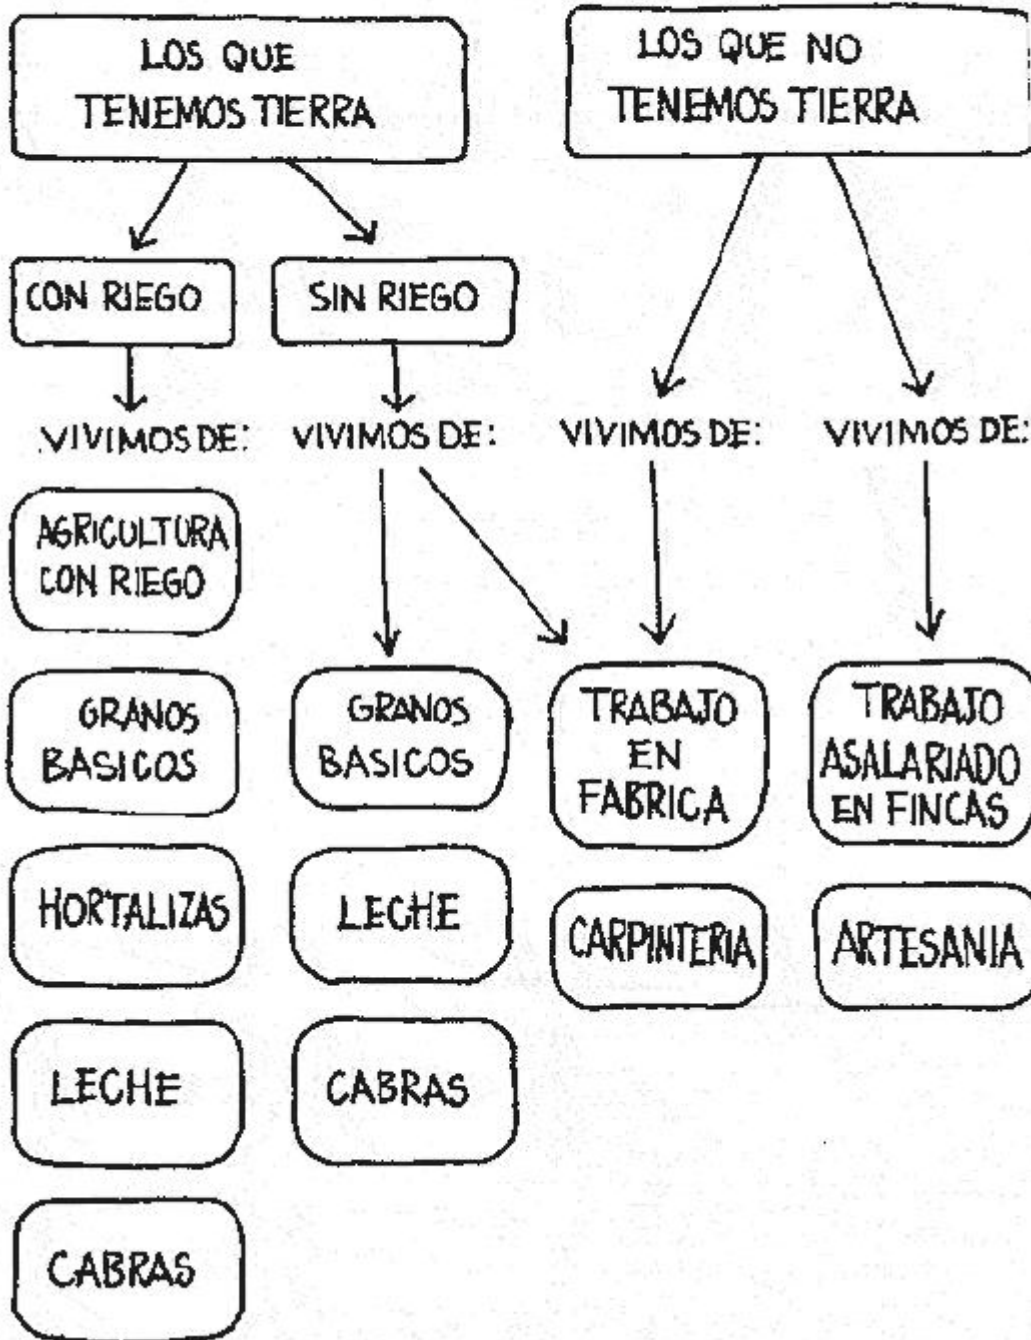 LOS QUE
TENEMOS TIERRA
LOS QUE NO
TENEMOS TIERRA
CON RIEGO
SIN RIEGO
VIVIMOS DE:
VIVIMOS DE:
VIVIMOS DE:
VIVIMOS DE:
AGRICULTURA
CON RIEGO
GRANOS
BASICOS
HORTALIZAS
LECHE
CABRAS
GRANOS
BASICOS
LECHE
CABRAS
TRABAJO
EN
FABRICA
CARPINTERIA
TRABAJO
ASALARIADO
EN FINCAS
ARTESANIA